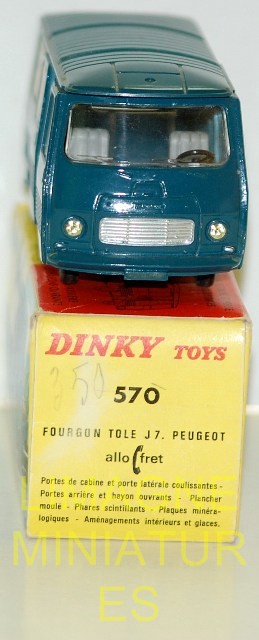 DINKY TOYS
350
570
FOURGON TOLE J7. PEUGEOT
allo fret
Portes de cabine et porte latérale coulissantes -
Portes arrière et hayon ouvrants - Plancher
moulé - Phares scintillants - Plaques minéra-
logiques - Aménagements intérieurs et glaces.
MINIATUR
ES